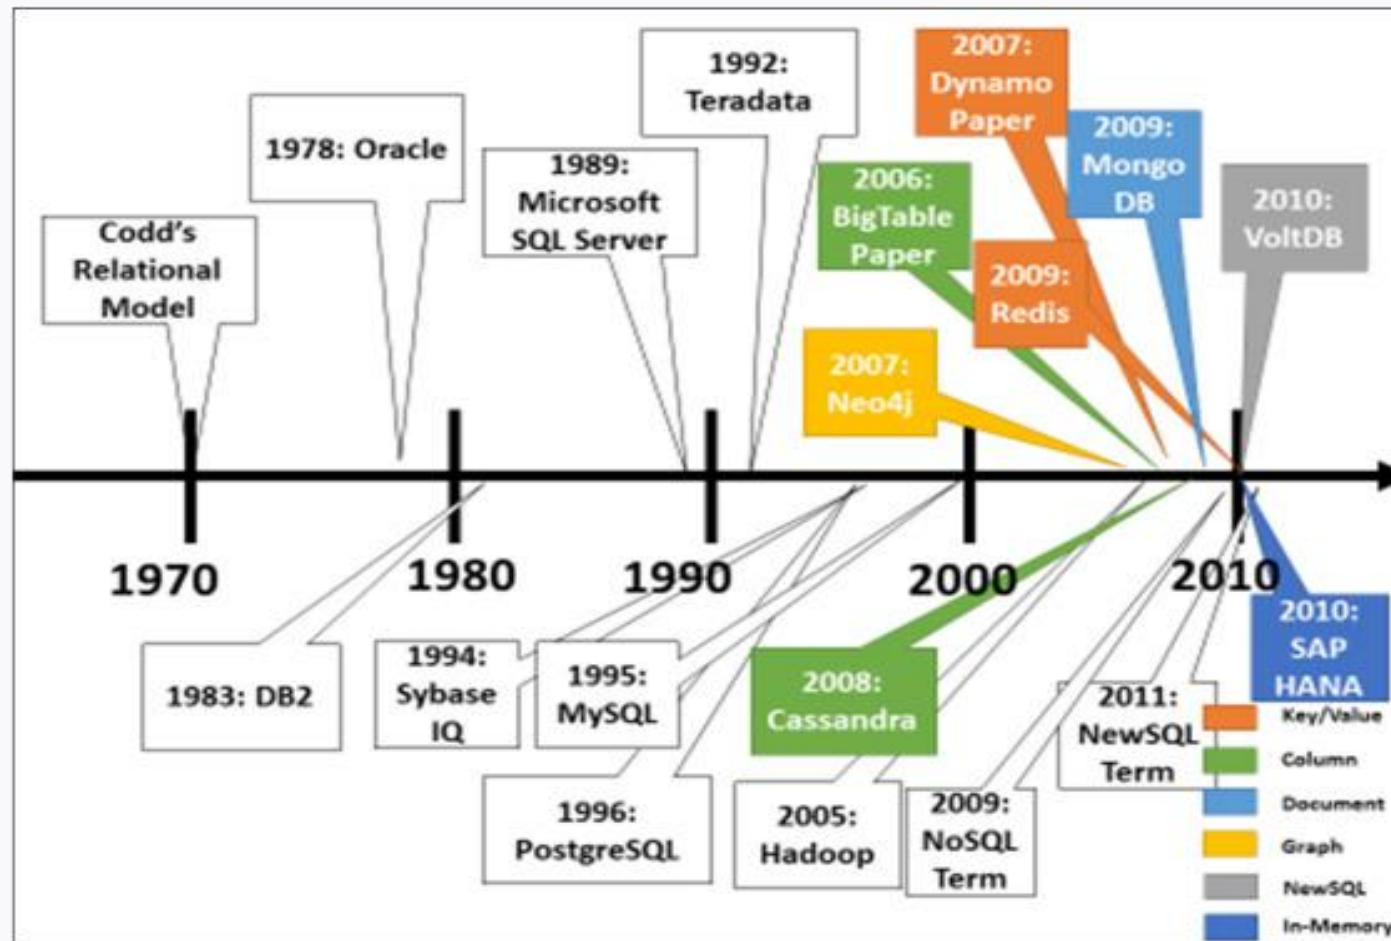 Codd's
Relational
Model
1978: Oracle
1989:
Microsoft
SQL Server
1992:
Teradata
2007:
Dynamo
Paper
2009:
Mongo
DB
2006:
BigTable
Paper
2009:
Redis
2010:
VoltDB
2007:
Neo4j
1970
1980
1990
2000
2010
1983: DB2
1994:
Sybase
IQ
1995:
MySQL
1996:
PostgreSQL
2008:
Cassandra
2005:
Hadoop
2009:
NoSQL
Term
2011:
NewSQL
Term
2010:
SAP
HANA
Key/Value
Column
Document
Graph
NewSQL
In-Memory